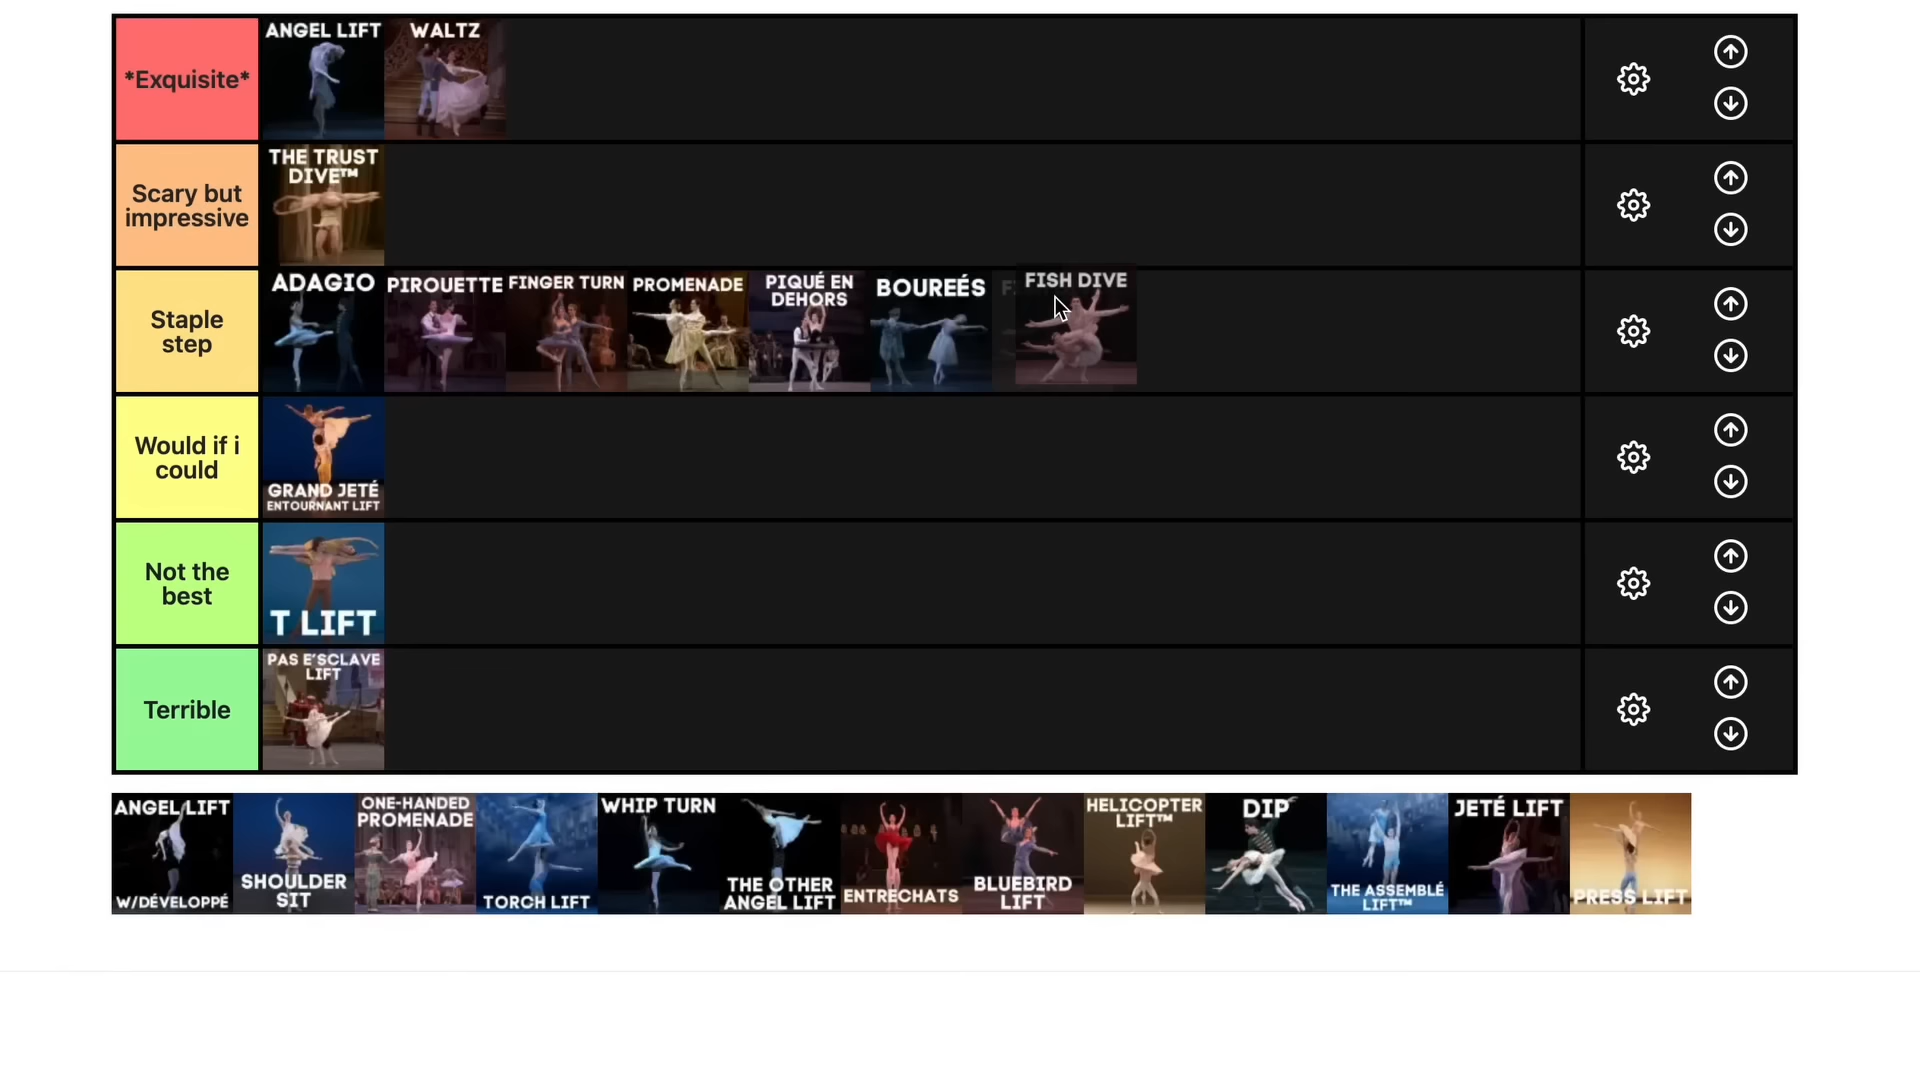 *Exquisite*
ANGEL LIFT
WALTZ
Scary but
impressive
THE TRUST
DIVE™
Staple
step
ADAGIO
PIROUETTE
FINGER TURN
PROMENADE
PIQUÉ EN
DEHORS
BOUREÉS
FISH DIVE
Would if i
could
GRAND JETÉ
ENTOURNANT LIFT
Not the
best
T LIFT
Terrible
PAS E'SCLAVE
LIFT
ANGEL LIFT
W/DÉVELOPPÉ
SHOULDER
SIT
ONE-HANDED
PROMENADE
TORCH LIFT
WHIP TURN
THE OTHER
ANGEL LIFT
ENTRECHATS
BLUEBIRD
LIFT
HELICOPTER
LIFT™
DIP
THE ASSEMBLÉ
LIFT™
JETÉ LIFT
PRESS LIFT